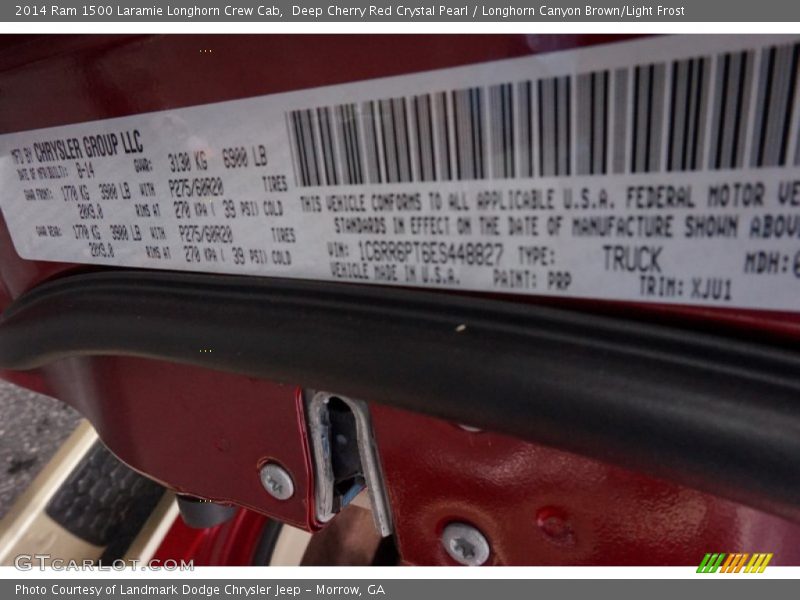 2014 Ram 1500 Laramie Longhorn Crew Cab,  Deep Cherry Red Crystal Pearl / Longhorn Canyon Brown/Light Frost
MFD BY CHRYSLER GROUP LLC
DATE OF MFR/BUILT: 6-14 GVWR: 3130 KG 6900 LB
GAWR FRONT: 1770 KG 3900 LB WITH P275/60R20 TIRES
20X9.0 RIMS AT 270 KPA ( 39 PSI) COLD
GAWR REAR: 1770 KG 3900 LB WITH P275/60R20 TIRES
20X9.0 RIMS AT 270 KPA ( 39 PSI) COLD
THIS VEHICLE CONFORMS TO ALL APPLICABLE U.S.A. FEDERAL MOTOR VE
STANDARDS IN EFFECT ON THE DATE OF MANUFACTURE SHOWN ABOV
VIN: 1C6RR6PT6ES448827 TYPE: TRUCK MDH:
VEHICLE MADE IN U.S.A. PAINT: PRP TRIM: XJU1
GTCARLOT.COM
Photo Courtesy of Landmark Dodge Chrysler Jeep – Morrow, GA